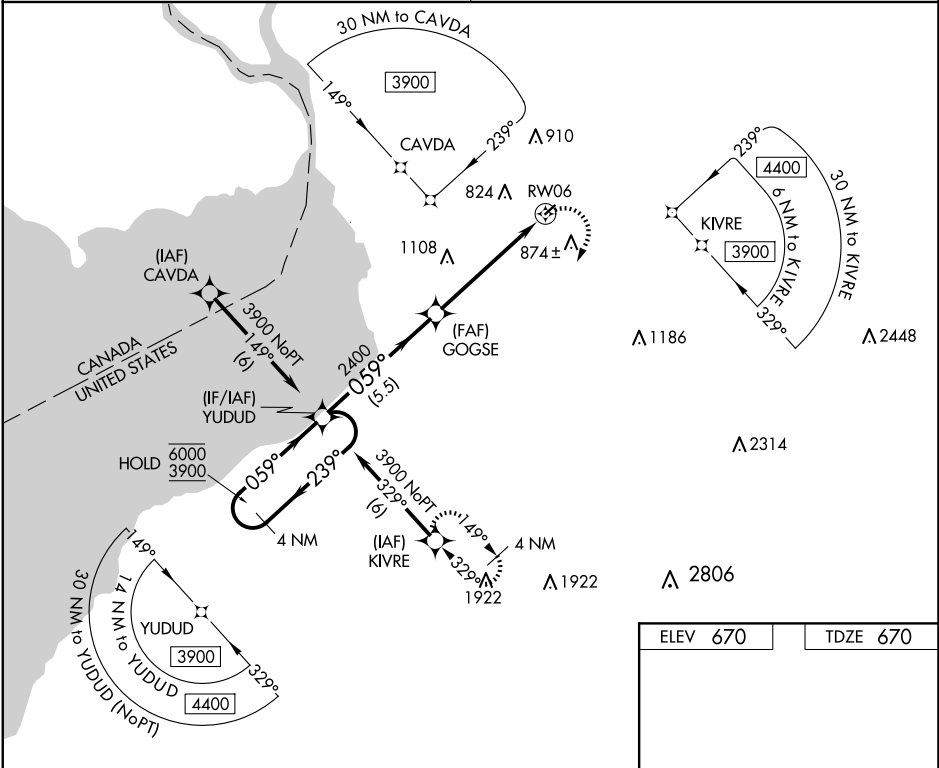 30 NM to CAVDA
3900
149°
239°
CAVDA
910
824
RW06
1108
874±
239°
4400
30 NM to KIVRE
6 NM to KIVRE
KIVRE
3900
329°
(IAF)
CAVDA
3900 NoPT
149°
(6)
CANADA
UNITED STATES
(FAF)
GOGSE
1186
2448
2400
059°
(5.5)
(IF/IAF)
YUDUD
2314
HOLD
6000
3900
059°
239°
4 NM
3900 NoPT
329°
(6)
(IAF)
KIVRE
149°
329°
4 NM
1922
1922
2806
149°
30 NM to YUDUD (NoPT)
14 NM to YUDUD
YUDUD
3900
4400
329°
ELEV 670
TDZE 670